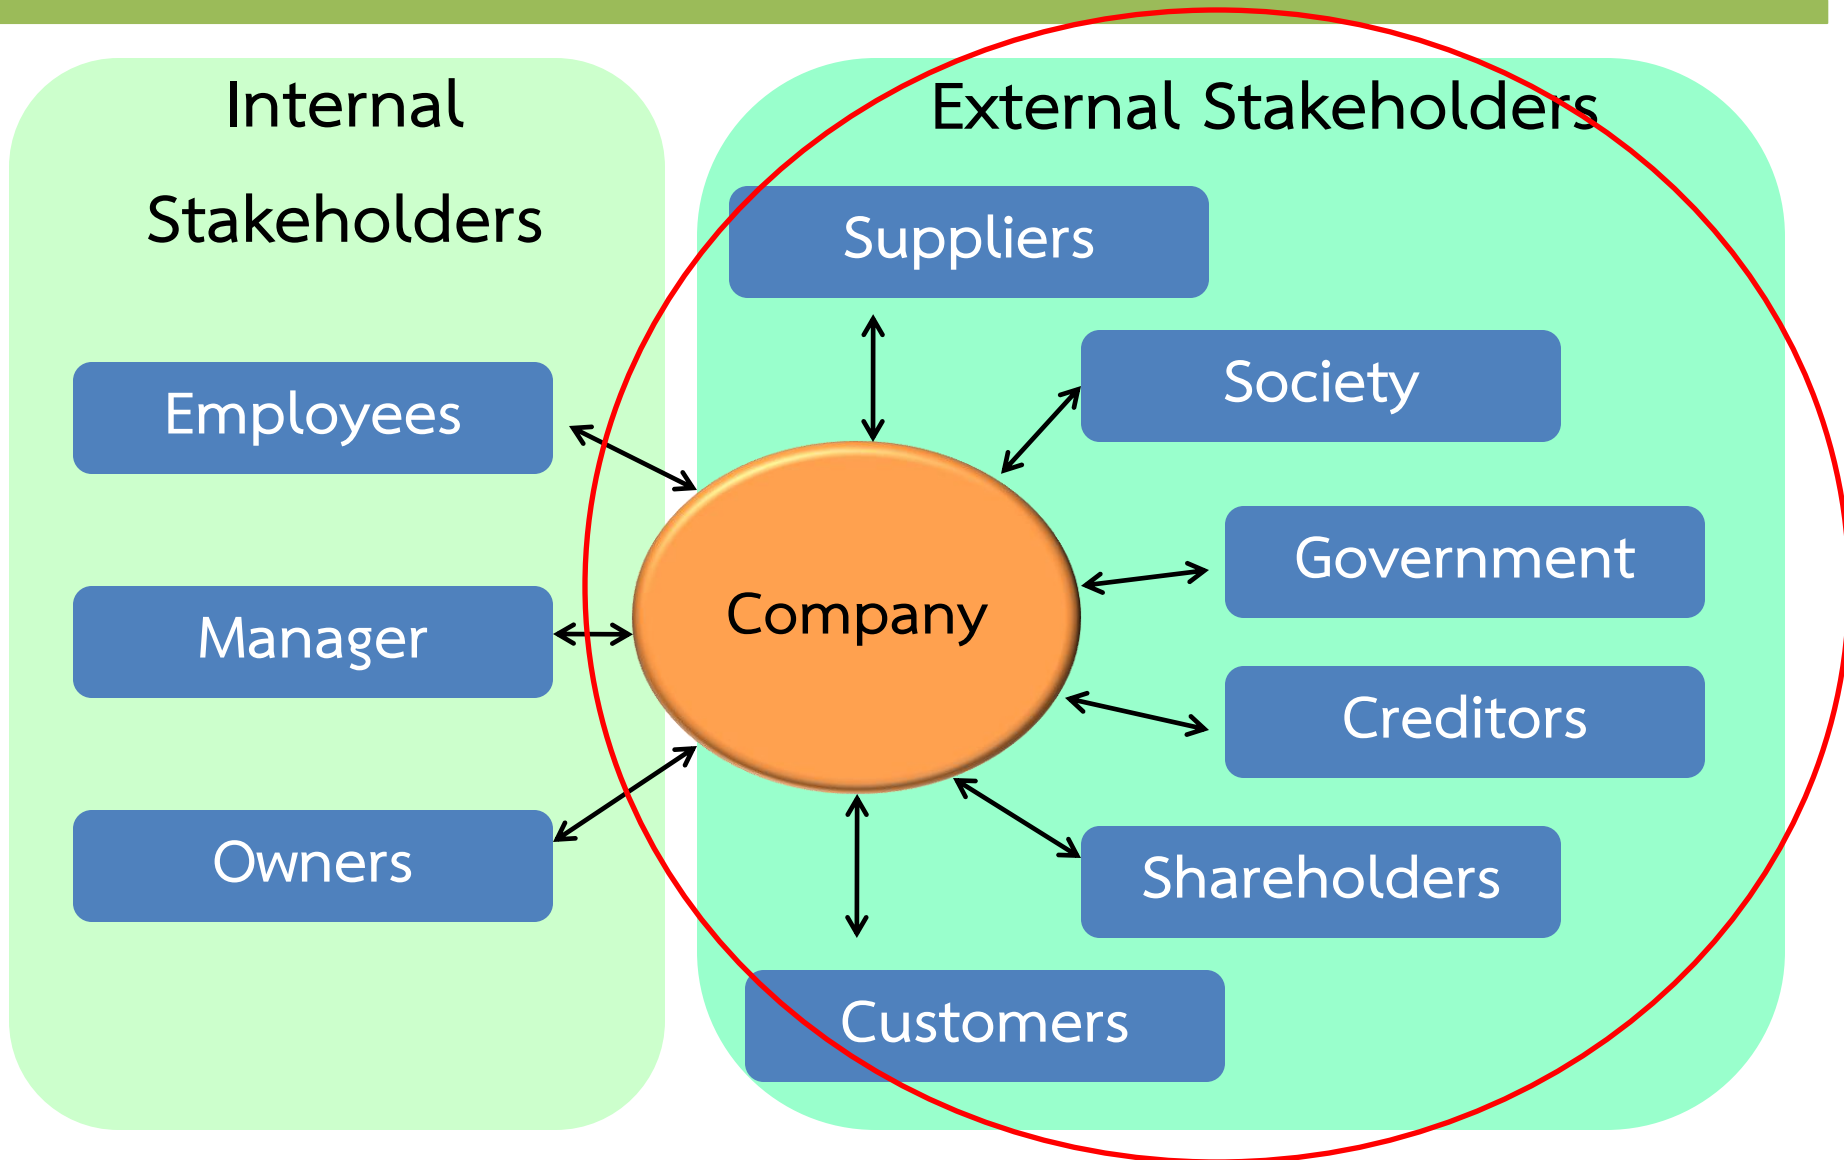 Internal
Stakeholders
External Stakeholders
Suppliers
Society
Employees
Government
Manager
Company
Creditors
Owners
Shareholders
Customers